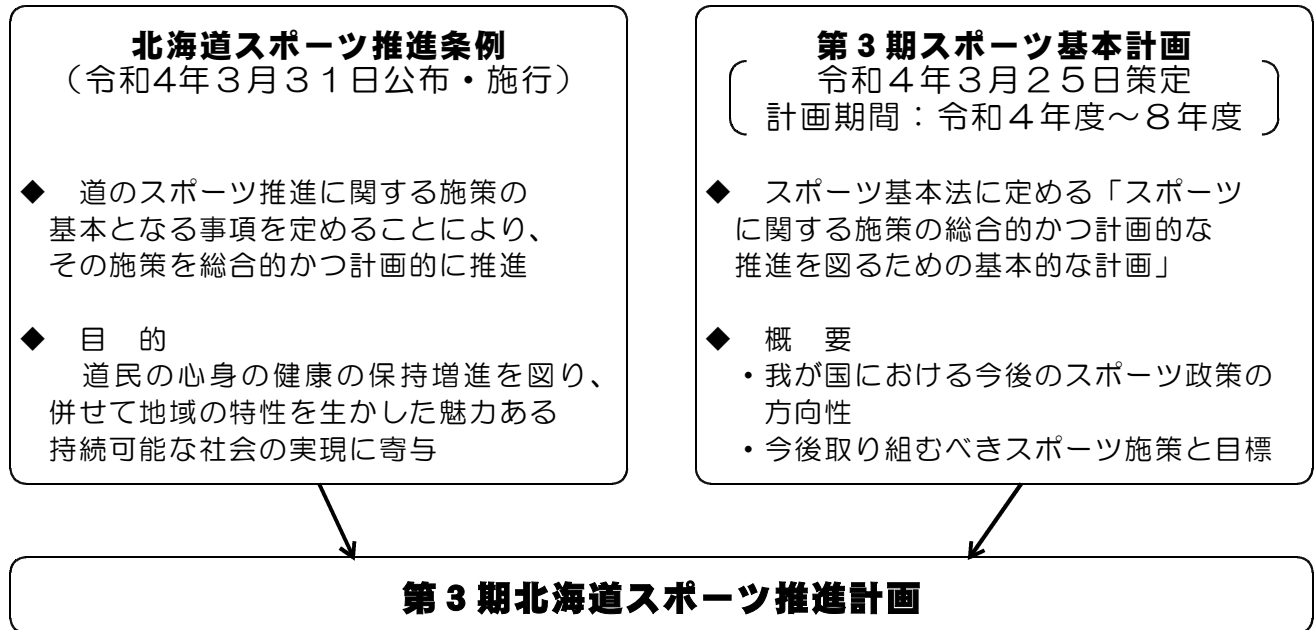 北海道スポーツ推進条例
（令和4年３月３１日公布・施行）
◆　道のスポーツ推進に関する施策の
基本となる事項を定めることにより、
その施策を総合的かつ計画的に推進
◆　目　的
道民の心身の健康の保持増進を図り、
併せて地域の特性を生かした魅力ある
持続可能な社会の実現に寄与
第３期スポーツ基本計画
令和４年３月２５日策定
計画期間：令和４年度～８年度
◆　スポーツ基本法に定める「スポーツ
に関する施策の総合的かつ計画的な
推進を図るための基本的な計画」
◆　概　要
・我が国における今後のスポーツ政策の
方向性
・今後取り組むべきスポーツ施策と目標
第３期北海道スポーツ推進計画